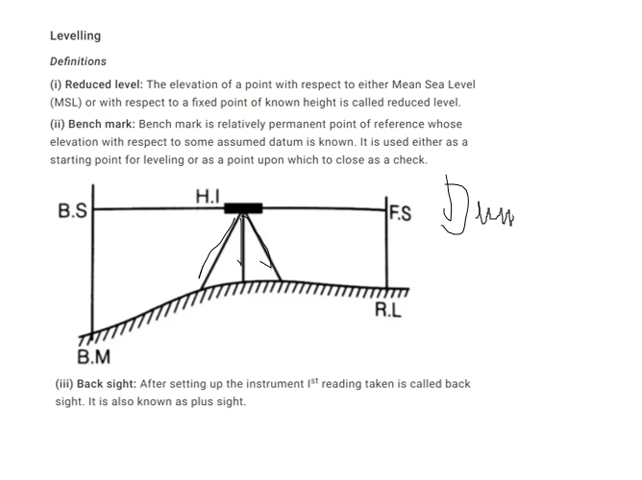 Levelling
Definitions
(i) Reduced level: The elevation of a point with respect to either Mean Sea Level
(MSL) or with respect to a fixed point of known height is called reduced level.
(ii) Bench mark: Bench mark is relatively permanent point of reference whose
elevation with respect to some assumed datum is known. It is used either as a
starting point for leveling or as a point upon which to close as a check.
H.I
B.S
F.S
R.L
B.M
(iii) Back sight: After setting up the instrument Iˢᵗ reading taken is called back
sight. It is also known as plus sight.